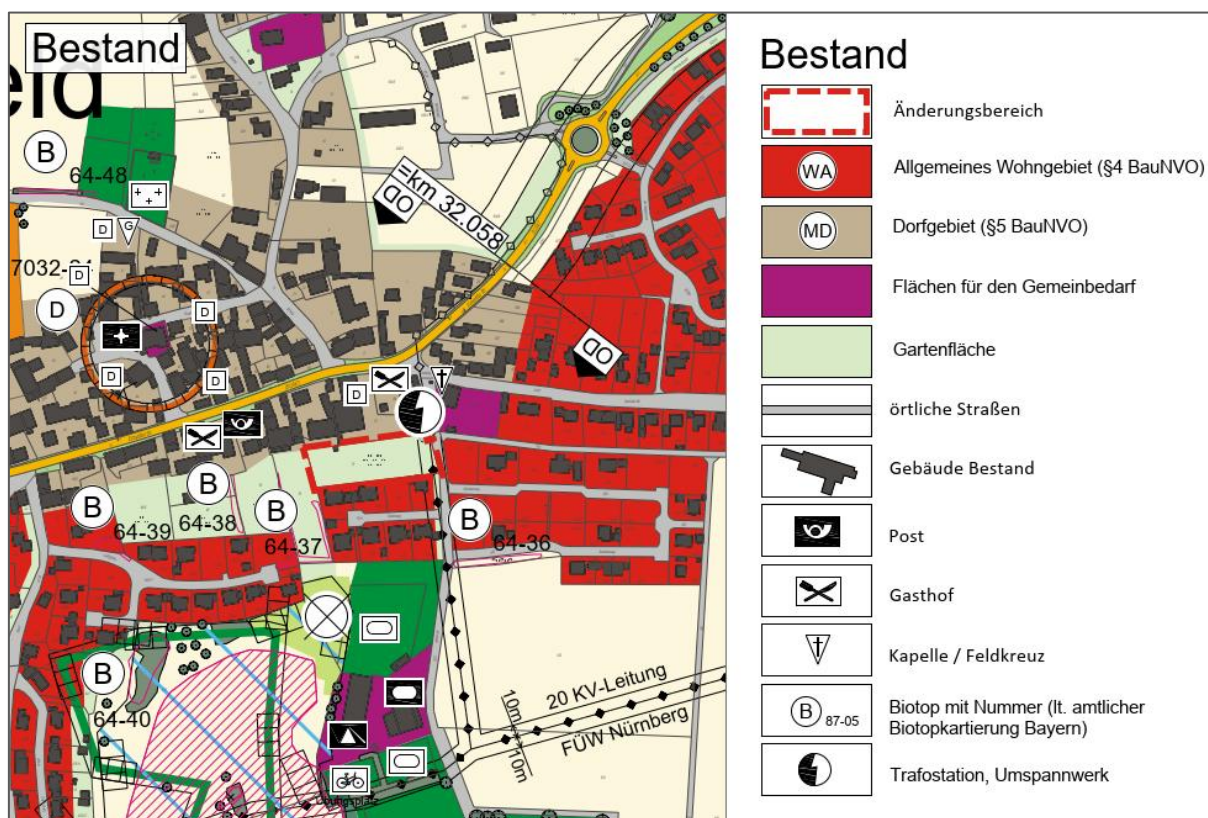 Bestand
eld
B
64-48
D
G
7032-
D
D
D
D
D
=km 32.058
OD
OD
D
B
B
B
B
64-39
64-38
64-37
64-36
B
64-40
20 KV-Leitung
FÜW Nürnberg
10m
10m
Übungsplatz
Bestand
Änderungsbereich
WA
Allgemeines Wohngebiet (§4 BauNVO)
MD
Dorfgebiet (§5 BauNVO)
Flächen für den Gemeinbedarf
Gartenfläche
örtliche Straßen
Gebäude Bestand
Post
Gasthof
Kapelle / Feldkreuz
B 87-05
Biotop mit Nummer (lt. amtlicher
Biotopkartierung Bayern)
Trafostation, Umspannwerk